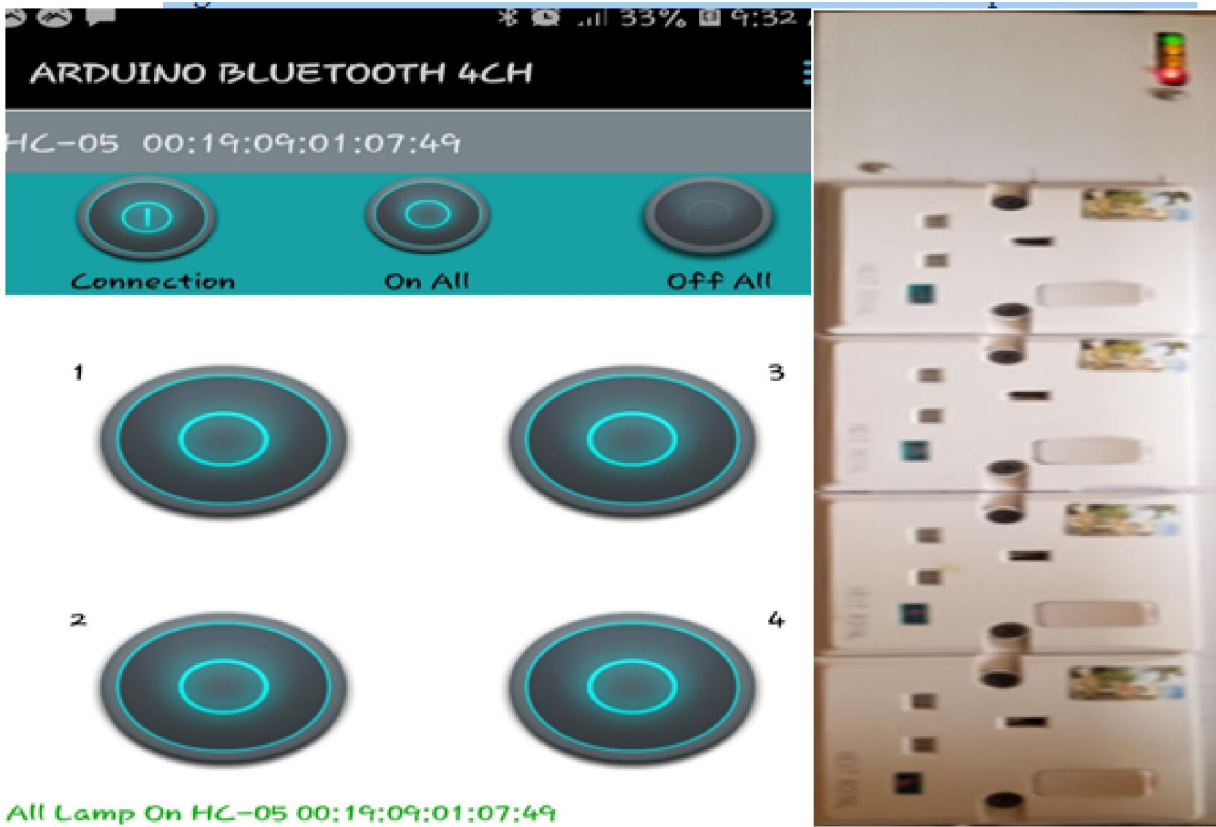 33% 9:32
ARDUINO BLUETOOTH 4CH
HC-05 00:19:09:01:07:49
Connection On All Off All
1 3
2 4
All Lamp On HC-05 00:19:09:01:07:49